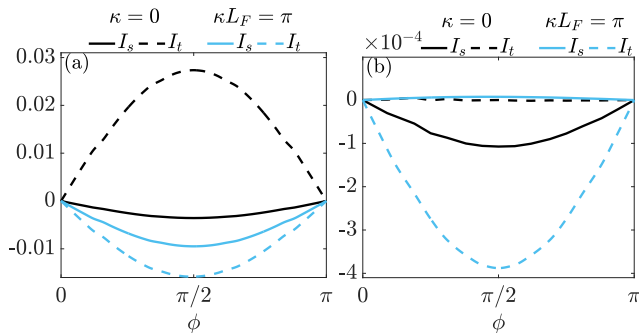 κ = 0 κL_F = π κ = 0 κL_F = π
I_s I_t I_s I_t I_s I_t I_s I_t
0.03 (a) ×10^-4 (b)
0.02 0
0.01 -1
0 -2
-0.01 -3
-4
0 π/2 π 0 π/2 π
ϕ ϕ